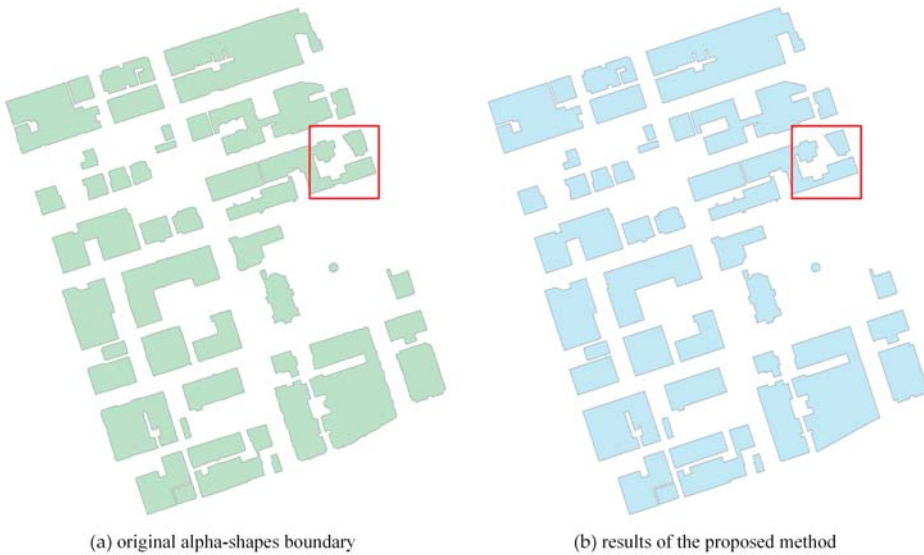 (a) original alpha-shapes boundary
(b) results of the proposed method